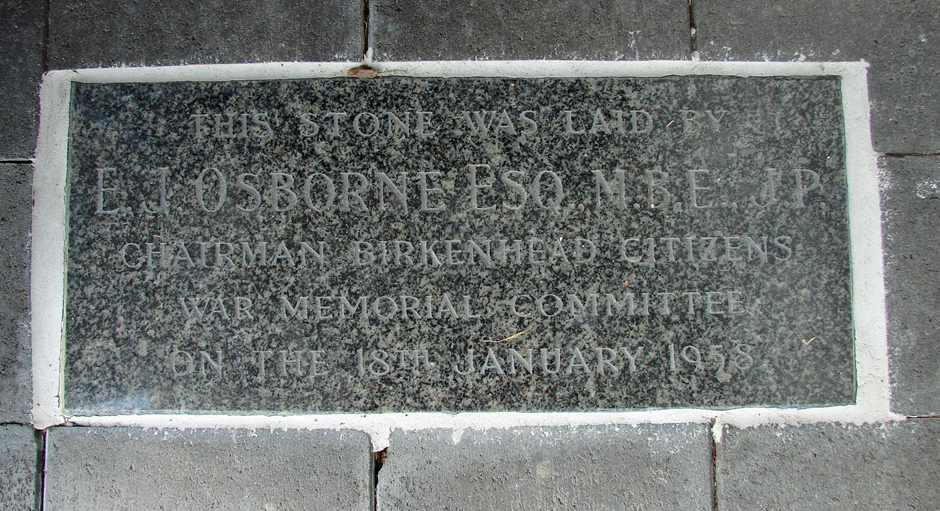 THIS STONE WAS LAID BY
E. J. OSBORNE ESQ. M.B.E. J.P.
CHAIRMAN BIRKENHEAD CITIZENS
WAR MEMORIAL COMMITTEE
ON THE 18TH JANUARY 1958